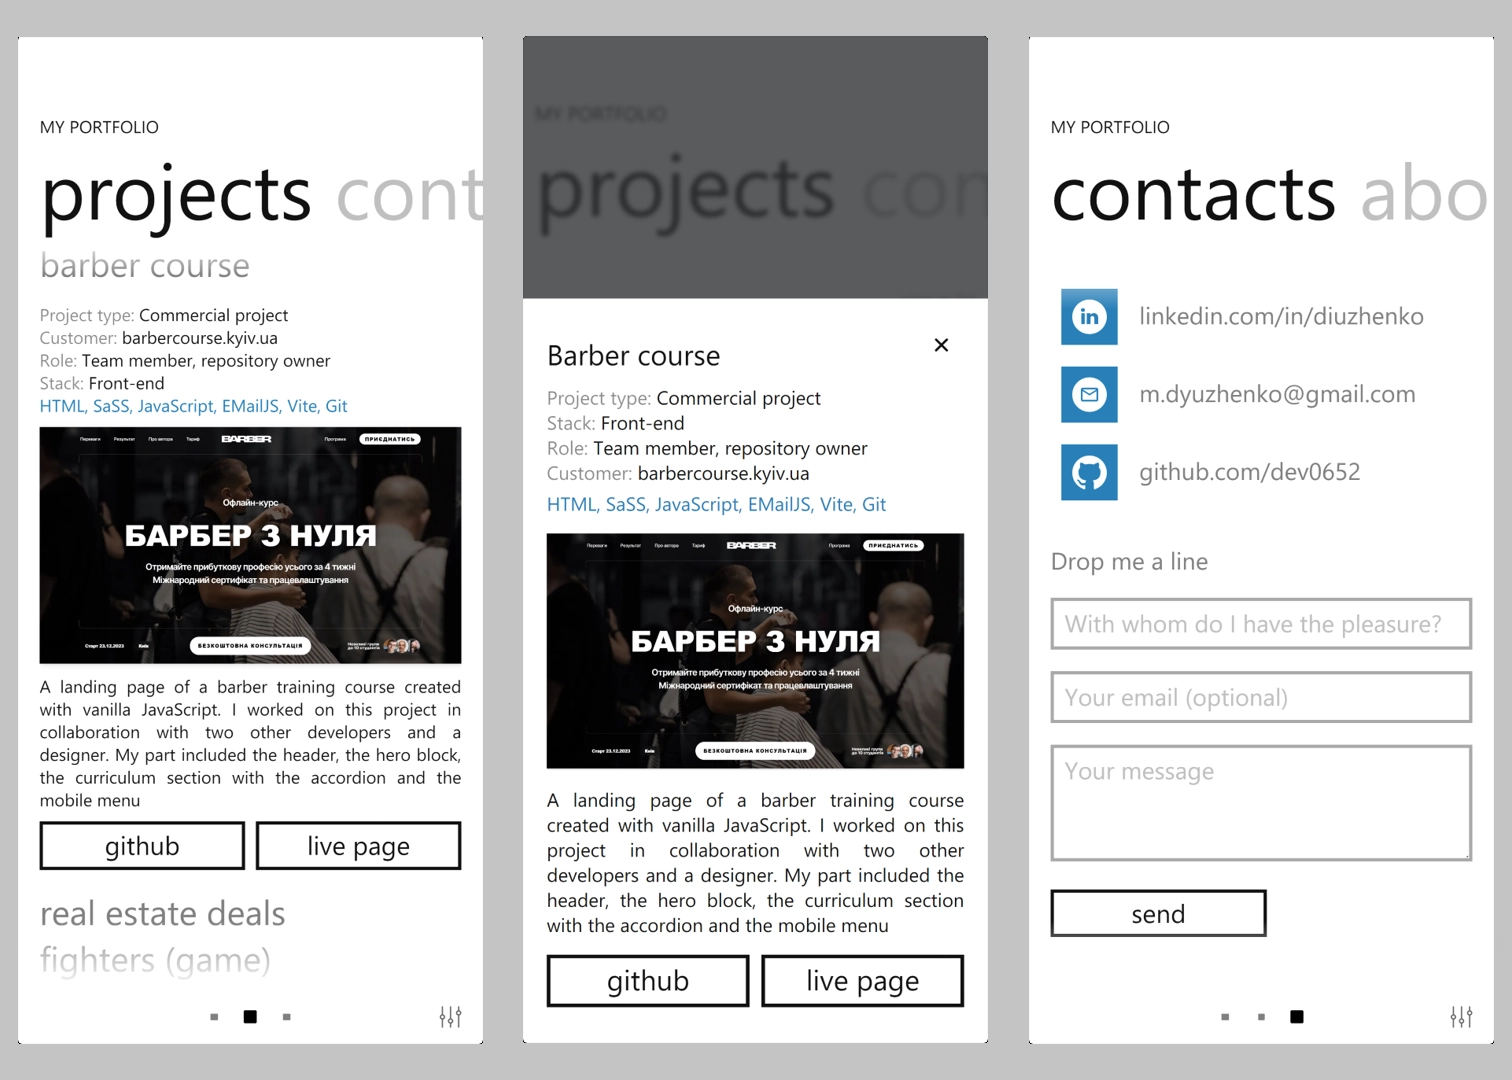 MY PORTFOLIO
projects cont
barber course
Project type: Commercial project
Customer: barbercourse.kyiv.ua
Role: Team member, repository owner
Stack: Front-end
HTML, SaSS, JavaScript, EMailJS, Vite, Git
Переваги Результат Про автора Тариф BARBER Програма ПРИЄДНАТИСЬ
Офлайн-курс
БАРБЕР З НУЛЯ
Отримайте прибуткову професію усього за 4 тижні
Міжнародний сертифікат та працевлаштування
Старт 23.12.2023 Київ БЕЗКОШТОВНА КОНСУЛЬТАЦІЯ Невеликі групи
до 10 студентів
A landing page of a barber training course created
with vanilla JavaScript. I worked on this project in
collaboration with two other developers and a
designer. My part included the header, the hero block,
the curriculum section with the accordion and the
mobile menu
github live page
real estate deals
fighters (game)
MY PORTFOLIO
projects con
Barber course
Project type: Commercial project
Stack: Front-end
Role: Team member, repository owner
Customer: barbercourse.kyiv.ua
HTML, SaSS, JavaScript, EMailJS, Vite, Git
Переваги Результат Про автора Тариф BARBER Програма ПРИЄДНАТИСЬ
Офлайн-курс
БАРБЕР З НУЛЯ
Отримайте прибуткову професію усього за 4 тижні
Міжнародний сертифікат та працевлаштування
Старт 23.12.2023 Київ БЕЗКОШТОВНА КОНСУЛЬТАЦІЯ Невеликі групи
до 10 студентів
A landing page of a barber training course
created with vanilla JavaScript. I worked on this
project in collaboration with two other
developers and a designer. My part included the
header, the hero block, the curriculum section
with the accordion and the mobile menu
github live page
MY PORTFOLIO
contacts abo
in linkedin.com/in/diuzhenko
m.dyuzhenko@gmail.com
github.com/dev0652
Drop me a line
With whom do I have the pleasure?
Your email (optional)
Your message
send